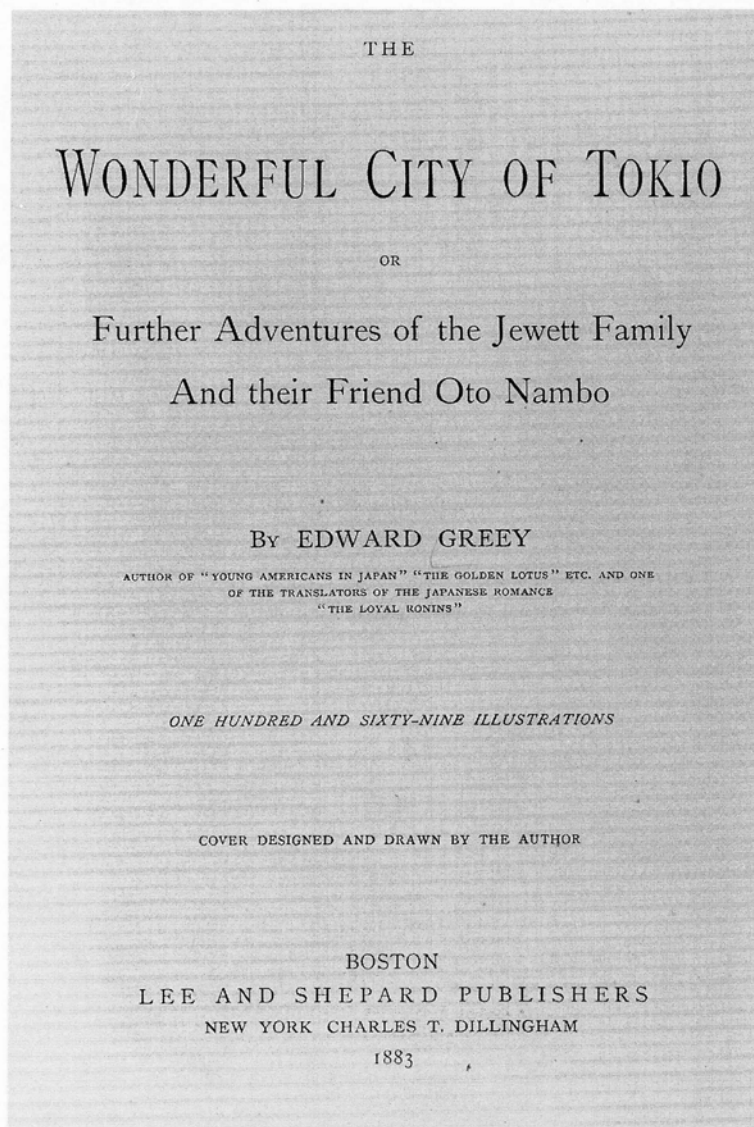 THE
WONDERFUL CITY OF TOKIO
OR
Further Adventures of the Jewett Family
And their Friend Oto Nambo
BY EDWARD GREEY
AUTHOR OF "YOUNG AMERICANS IN JAPAN" "THE GOLDEN LOTUS" ETC. AND ONE
OF THE TRANSLATORS OF THE JAPANESE ROMANCE
"THE LOYAL RONINS"
ONE HUNDRED AND SIXTY-NINE ILLUSTRATIONS
COVER DESIGNED AND DRAWN BY THE AUTHOR
BOSTON
LEE AND SHEPARD PUBLISHERS
NEW YORK CHARLES T. DILLINGHAM
1883